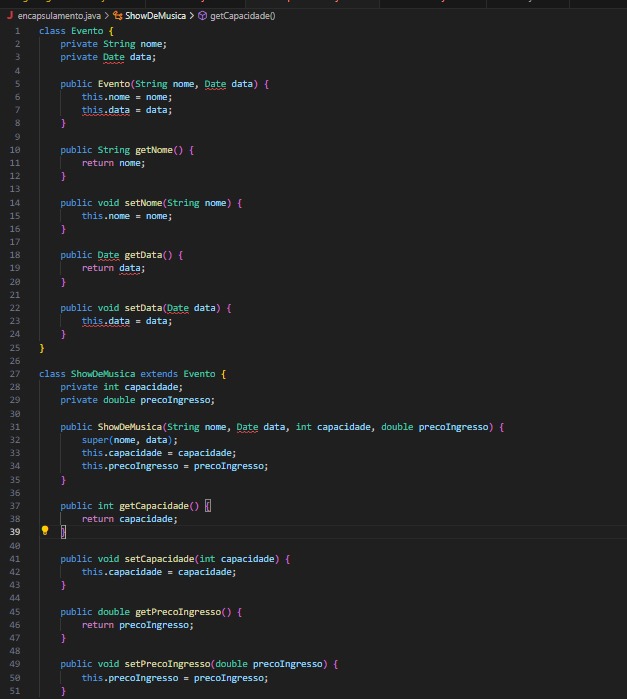 encapsulamento.java > ShowDeMusica > getCapacidade()
1 class Evento {
2     private String nome;
3     private Date data;
4
5     public Evento(String nome, Date data) {
6         this.nome = nome;
7         this.data = data;
8     }
9
10     public String getNome() {
11         return nome;
12     }
13
14     public void setNome(String nome) {
15         this.nome = nome;
16     }
17
18     public Date getData() {
19         return data;
20     }
21
22     public void setData(Date data) {
23         this.data = data;
24     }
25 }
26
27 class ShowDeMusica extends Evento {
28     private int capacidade;
29     private double precoIngresso;
30
31     public ShowDeMusica(String nome, Date data, int capacidade, double precoIngresso) {
32         super(nome, data);
33         this.capacidade = capacidade;
34         this.precoIngresso = precoIngresso;
35     }
36
37     public int getCapacidade() {
38         return capacidade;
39     }
40
41     public void setCapacidade(int capacidade) {
42         this.capacidade = capacidade;
43     }
44
45     public double getPrecoIngresso() {
46         return precoIngresso;
47     }
48
49     public void setPrecoIngresso(double precoIngresso) {
50         this.precoIngresso = precoIngresso;
51     }